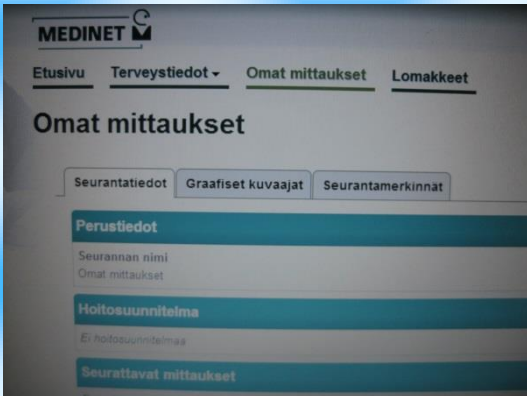 MEDINET
Etusivu Terveystiedot Omat mittaukset Lomakkeet
Omat mittaukset
Seurantatiedot Graafiset kuvaajat Seurantamerkinnät
Perustiedot
Seurannan nimi
Omat mittaukset
Hoitosuunnitelma
Ei hoitosuunnitelmaa
Seurattavat mittaukset